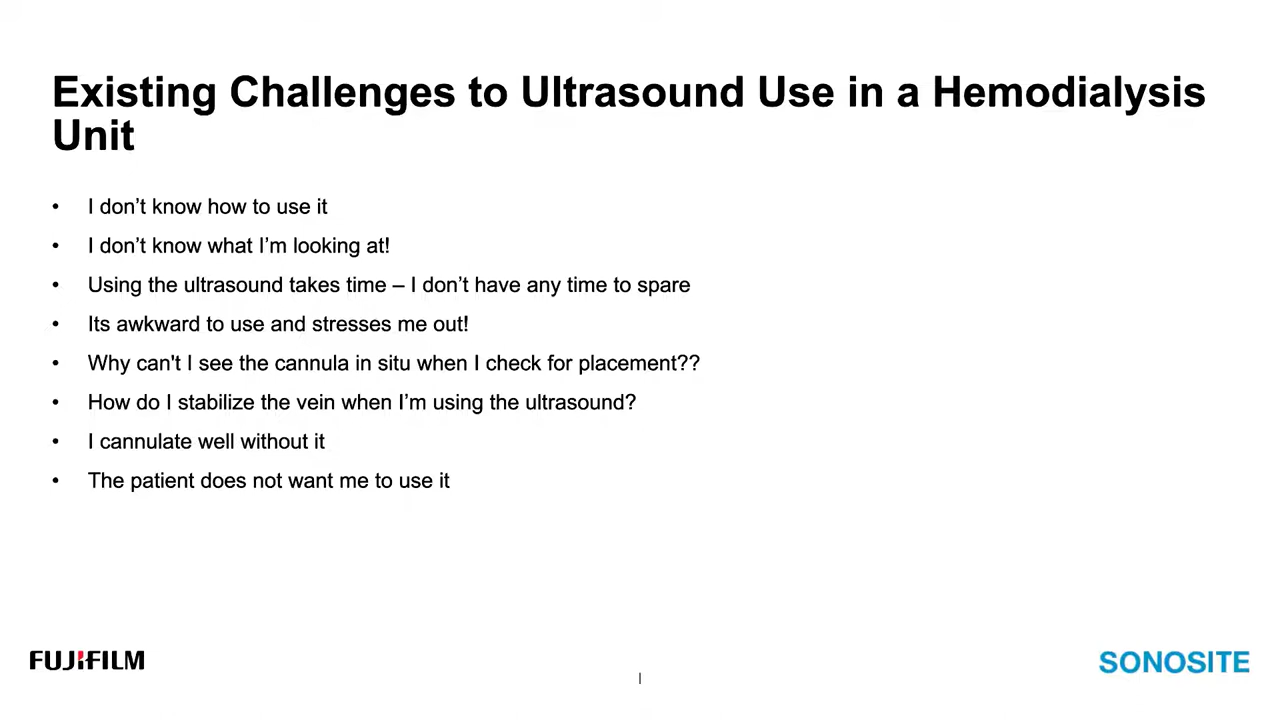 Existing Challenges to Ultrasound Use in a Hemodialysis
Unit
• I don’t know how to use it
• I don’t know what I’m looking at!
• Using the ultrasound takes time – I don’t have any time to spare
• Its awkward to use and stresses me out!
• Why can't I see the cannula in situ when I check for placement??
• How do I stabilize the vein when I’m using the ultrasound?
• I cannulate well without it
• The patient does not want me to use it
FUJIFILM
SONOSITE
|